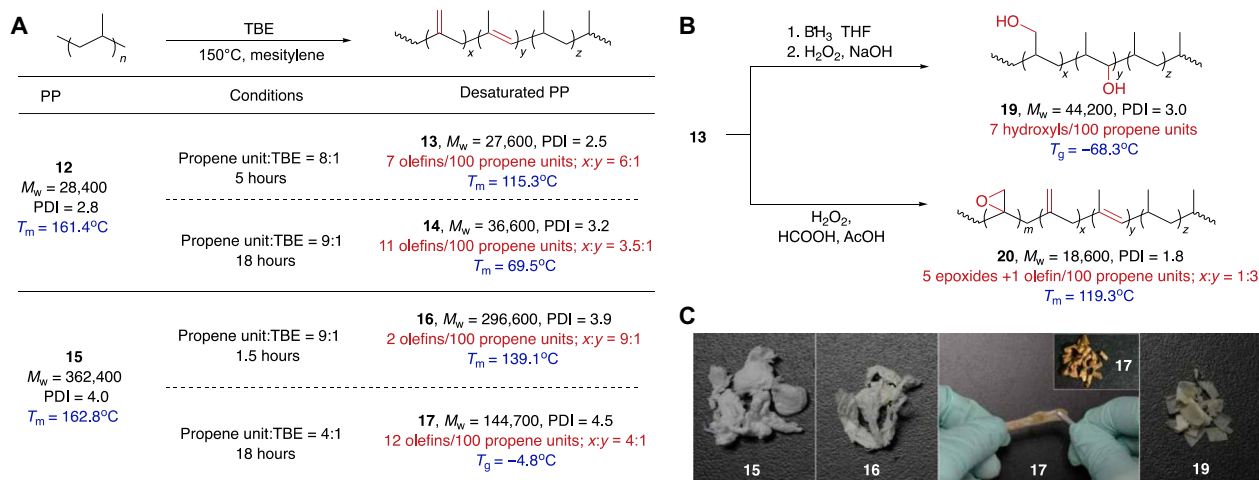 A
TBE
150°C, mesitylene
n
x
y
z
PP
Conditions
Desaturated PP
12
Mw = 28,400
PDI = 2.8
Tm = 161.4°C
Propene unit:TBE = 8:1
5 hours
13, Mw = 27,600, PDI = 2.5
7 olefins/100 propene units; x:y = 6:1
Tm = 115.3°C
Propene unit:TBE = 9:1
18 hours
14, Mw = 36,600, PDI = 3.2
11 olefins/100 propene units; x:y = 3.5:1
Tm = 69.5°C
15
Mw = 362,400
PDI = 4.0
Tm = 162.8°C
Propene unit:TBE = 9:1
1.5 hours
16, Mw = 296,600, PDI = 3.9
2 olefins/100 propene units; x:y = 9:1
Tm = 139.1°C
Propene unit:TBE = 4:1
18 hours
17, Mw = 144,700, PDI = 4.5
12 olefins/100 propene units; x:y = 4:1
Tg = −4.8°C
B
13
1. BH3 THF
2. H2O2, NaOH
HO
x
y
z
OH
19, Mw = 44,200, PDI = 3.0
7 hydroxyls/100 propene units
Tg = −68.3°C
H2O2,
HCOOH, AcOH
O
m
x
y
z
20, Mw = 18,600, PDI = 1.8
5 epoxides +1 olefin/100 propene units; x:y = 1:3
Tm = 119.3°C
C
15
16
17
17
19